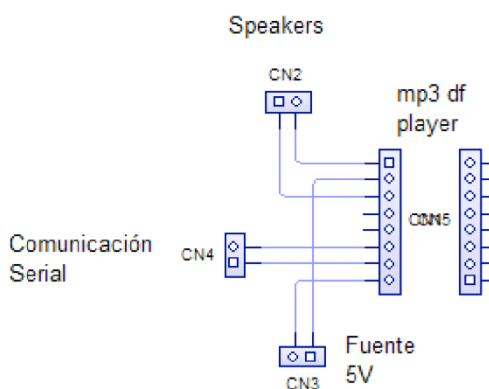 Speakers
CN2
mp3 df
player
Comunicación
Serial
CN4
CN3
Fuente
5V